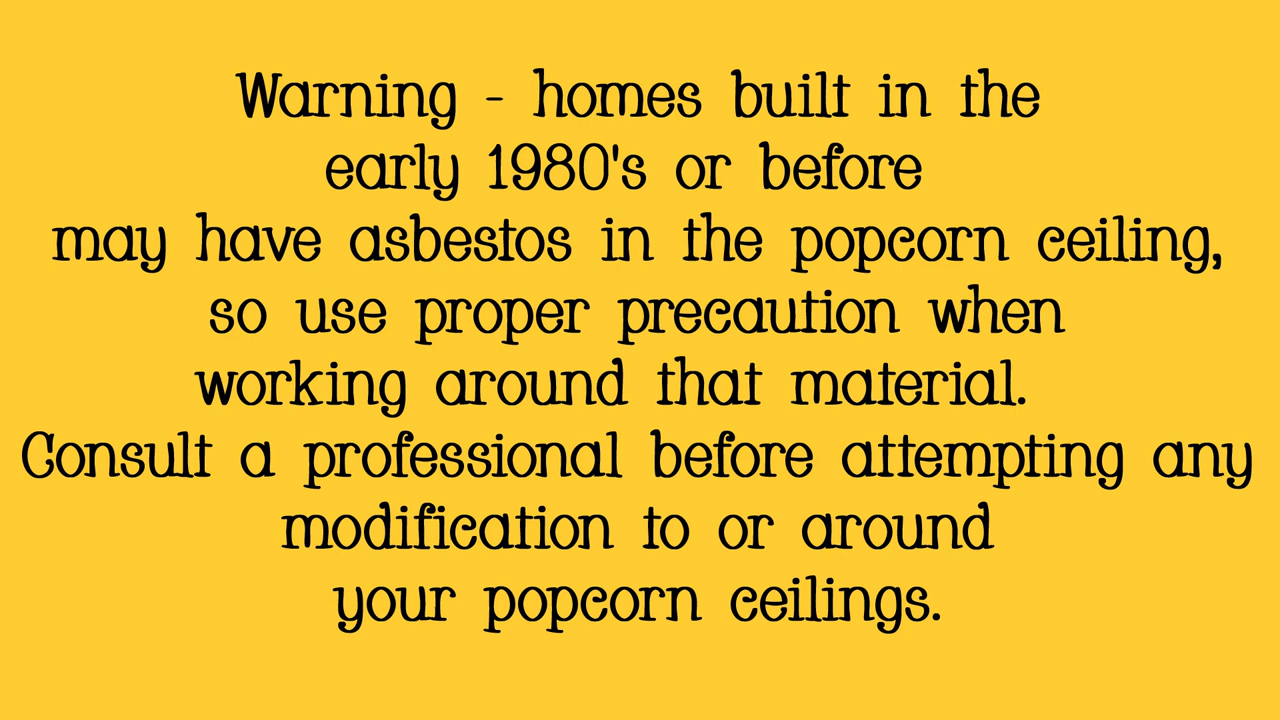 Warning - homes built in the
early 1980's or before
may have asbestos in the popcorn ceiling,
so use proper precaution when
working around that material.
Consult a professional before attempting any
modification to or around
your popcorn ceilings.